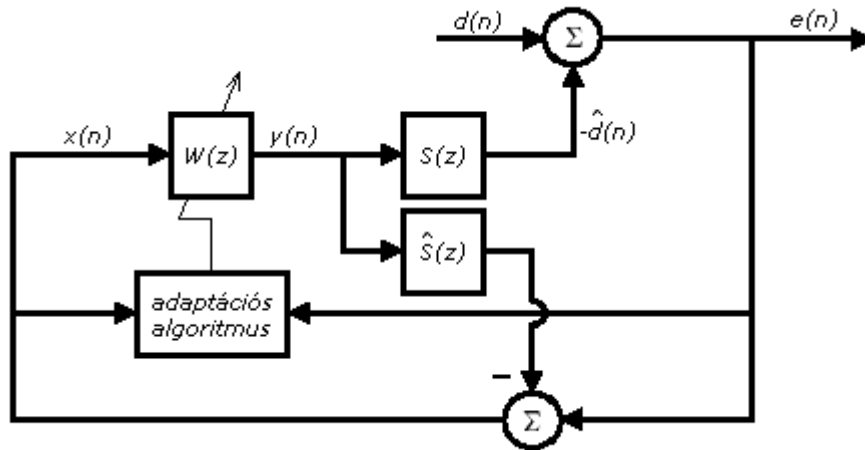 d(n)
Σ
e(n)
x(n)
W(z)
y(n)
S(z)
-d̂(n)
Ŝ(z)
adaptációs
algoritmus
−
Σ